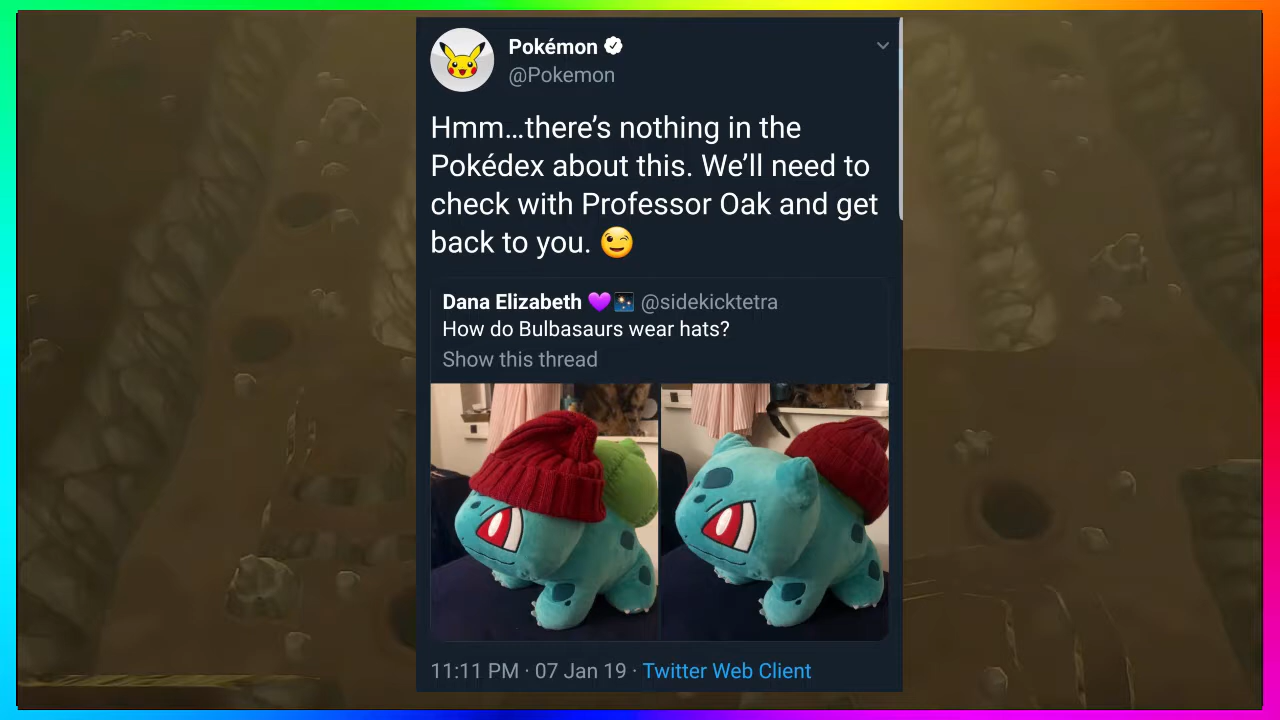 Pokémon
@Pokemon
Hmm...there's nothing in the
Pokédex about this. We'll need to
check with Professor Oak and get
back to you. 😉
Dana Elizabeth 💜🌠 @sidekicktetra
How do Bulbasaurs wear hats?
Show this thread
11:11 PM · 07 Jan 19 · Twitter Web Client